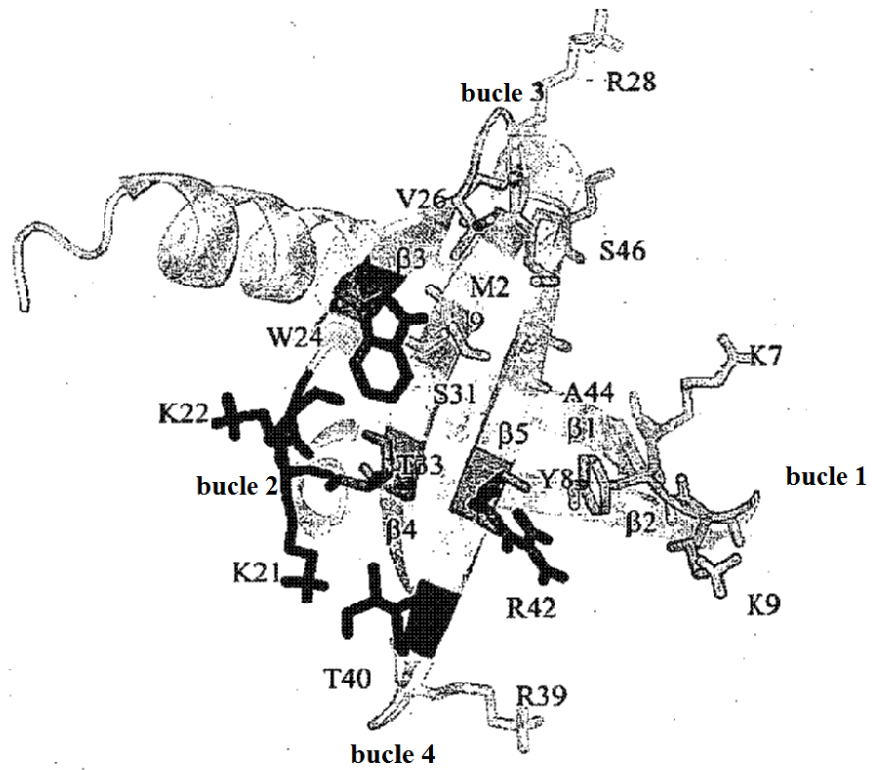 R28
bucle 3
V26
S46
β3
M2
9
W24
K7
S31
A44
K22
β5
β1
T33
Y8
bucle 2
bucle 1
β2
β4
K21
R42
K9
T40
R39
bucle 4